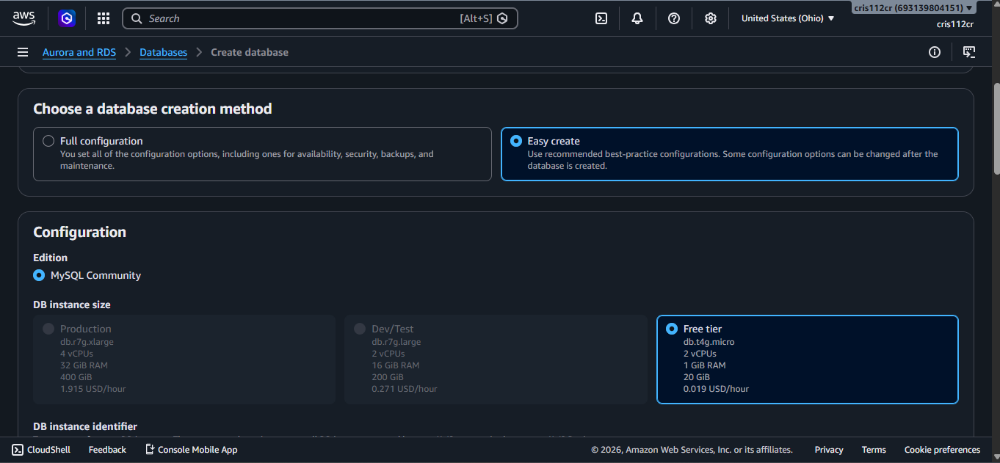 aws
Search
[Alt+S]
United States (Ohio)
cris112cr (693139804151)
cris112cr
Aurora and RDS
Databases
Create database
Choose a database creation method
Full configuration
You set all of the configuration options, including ones for availability, security, backups, and
maintenance.
Easy create
Use recommended best-practice configurations. Some configuration options can be changed after the
database is created.
Configuration
Edition
MySQL Community
DB instance size
Production
db.r7g.xlarge
4 vCPUs
32 GiB RAM
400 GiB
1.915 USD/hour
Dev/Test
db.r7g.large
2 vCPUs
16 GiB RAM
200 GiB
0.271 USD/hour
Free tier
db.t4g.micro
2 vCPUs
1 GiB RAM
20 GiB
0.019 USD/hour
DB instance identifier
CloudShell
Feedback
Console Mobile App
© 2026, Amazon Web Services, Inc. or its affiliates.
Privacy
Terms
Cookie preferences